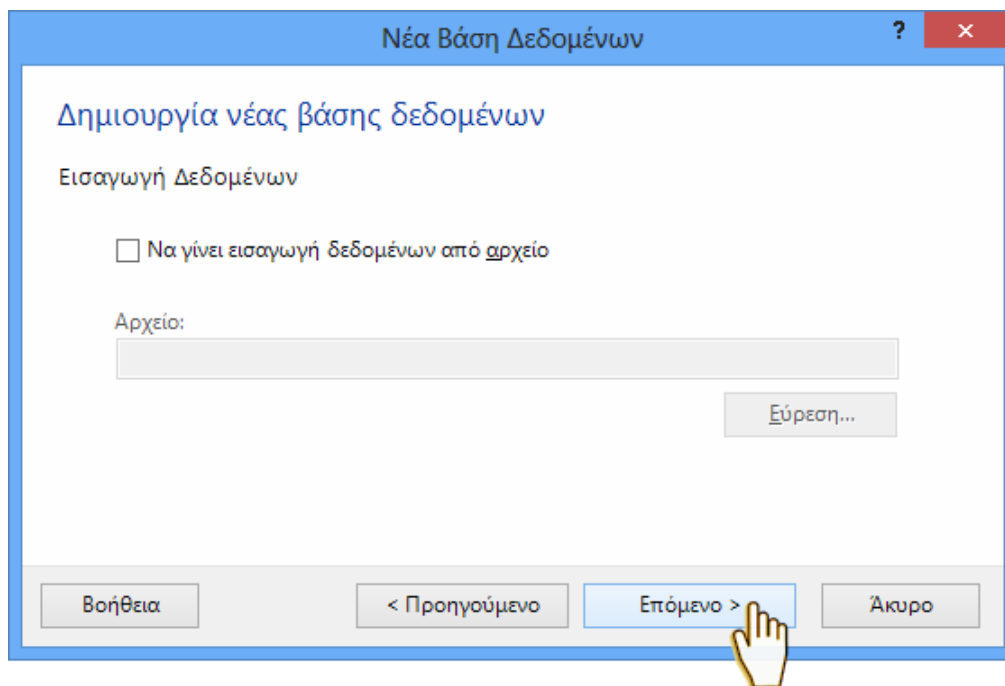 Νέα Βάση Δεδομένων
?
Δημιουργία νέας βάσης δεδομένων
Εισαγωγή Δεδομένων
Να γίνει εισαγωγή δεδομένων από αρχείο
Αρχείο:
Εύρεση...
Βοήθεια
< Προηγούμενο
Επόμενο >
Άκυρο